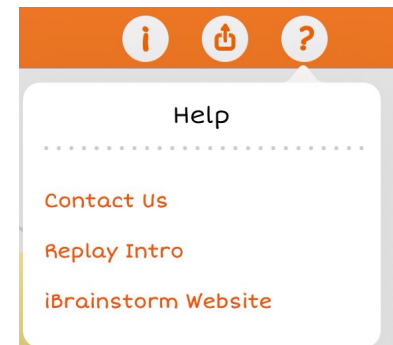 i ?
Help
Contact Us
Replay Intro
iBrainstorm Website